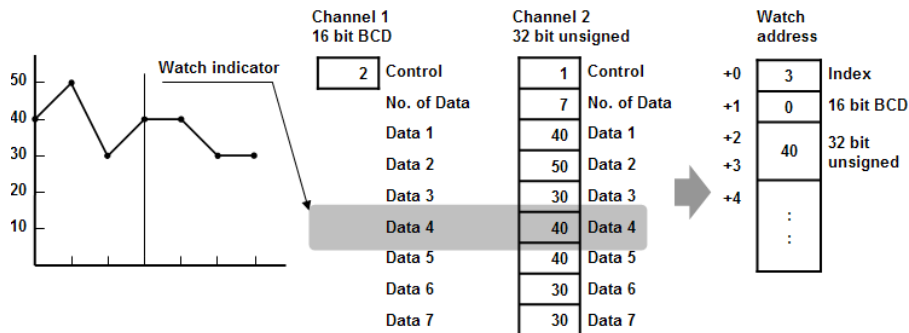 Channel 1
16 bit BCD
Channel 2
32 bit unsigned
Watch
address
Watch indicator
50
40
30
20
10
2 Control
No. of Data
Data 1
Data 2
Data 3
Data 4
Data 5
Data 6
Data 7
1 Control
7 No. of Data
40 Data 1
50 Data 2
30 Data 3
40 Data 4
40 Data 5
30 Data 6
30 Data 7
+0 3 Index
+1 0 16 bit BCD
+2
+3
40
32 bit
unsigned
+4
:
: